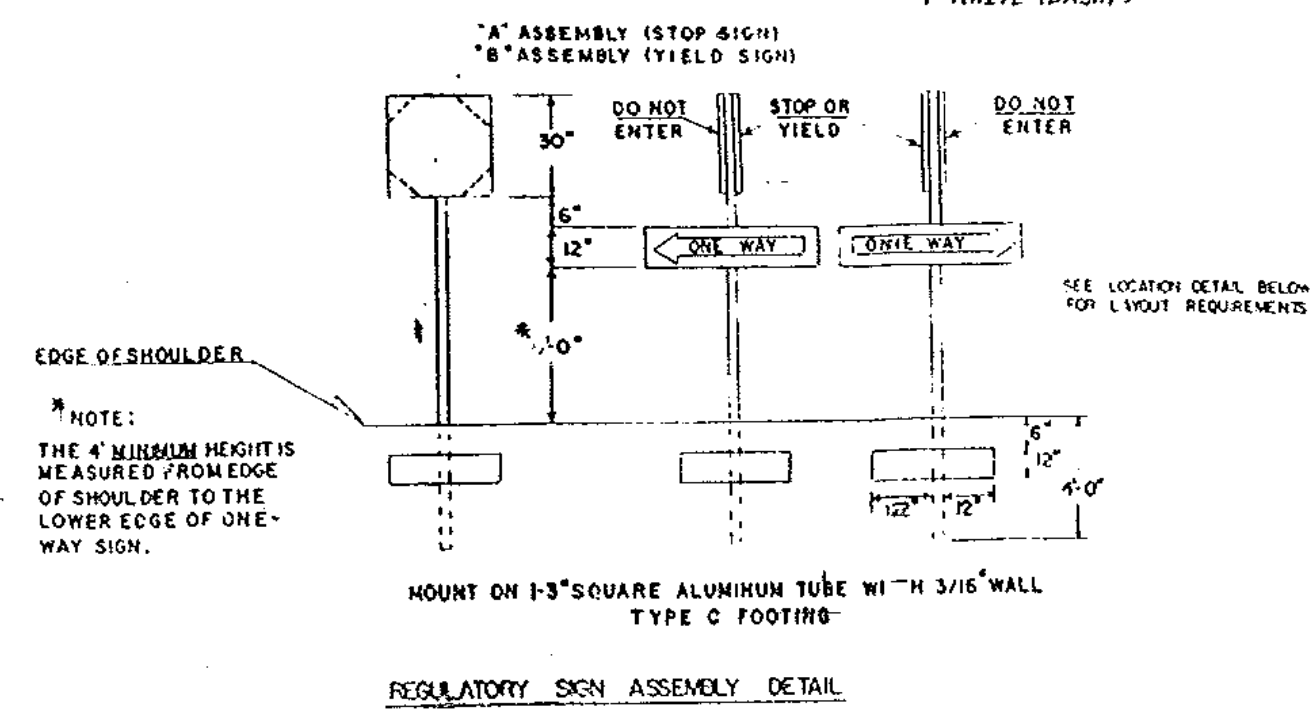 "A" ASSEMBLY (STOP SIGN)
"B" ASSEMBLY (YIELD SIGN)
DO NOT
ENTER
STOP OR
YIELD
DO NOT
ENTER
30"
6"
12"
ONE WAY
ONE WAY
SEE LOCATION DETAIL BELOW
FOR LAYOUT REQUIREMENTS
*
*
EDGE OF SHOULDER
* NOTE:
THE 4' MINIMUM HEIGHT IS
MEASURED FROM EDGE
OF SHOULDER TO THE
LOWER EDGE OF ONE-
WAY SIGN.
6"
12"
4'-0"
12"
MOUNT ON 1-3" SQUARE ALUMINUM TUBE WITH 3/16" WALL
TYPE C FOOTING
REGULATORY SIGN ASSEMBLY DETAIL